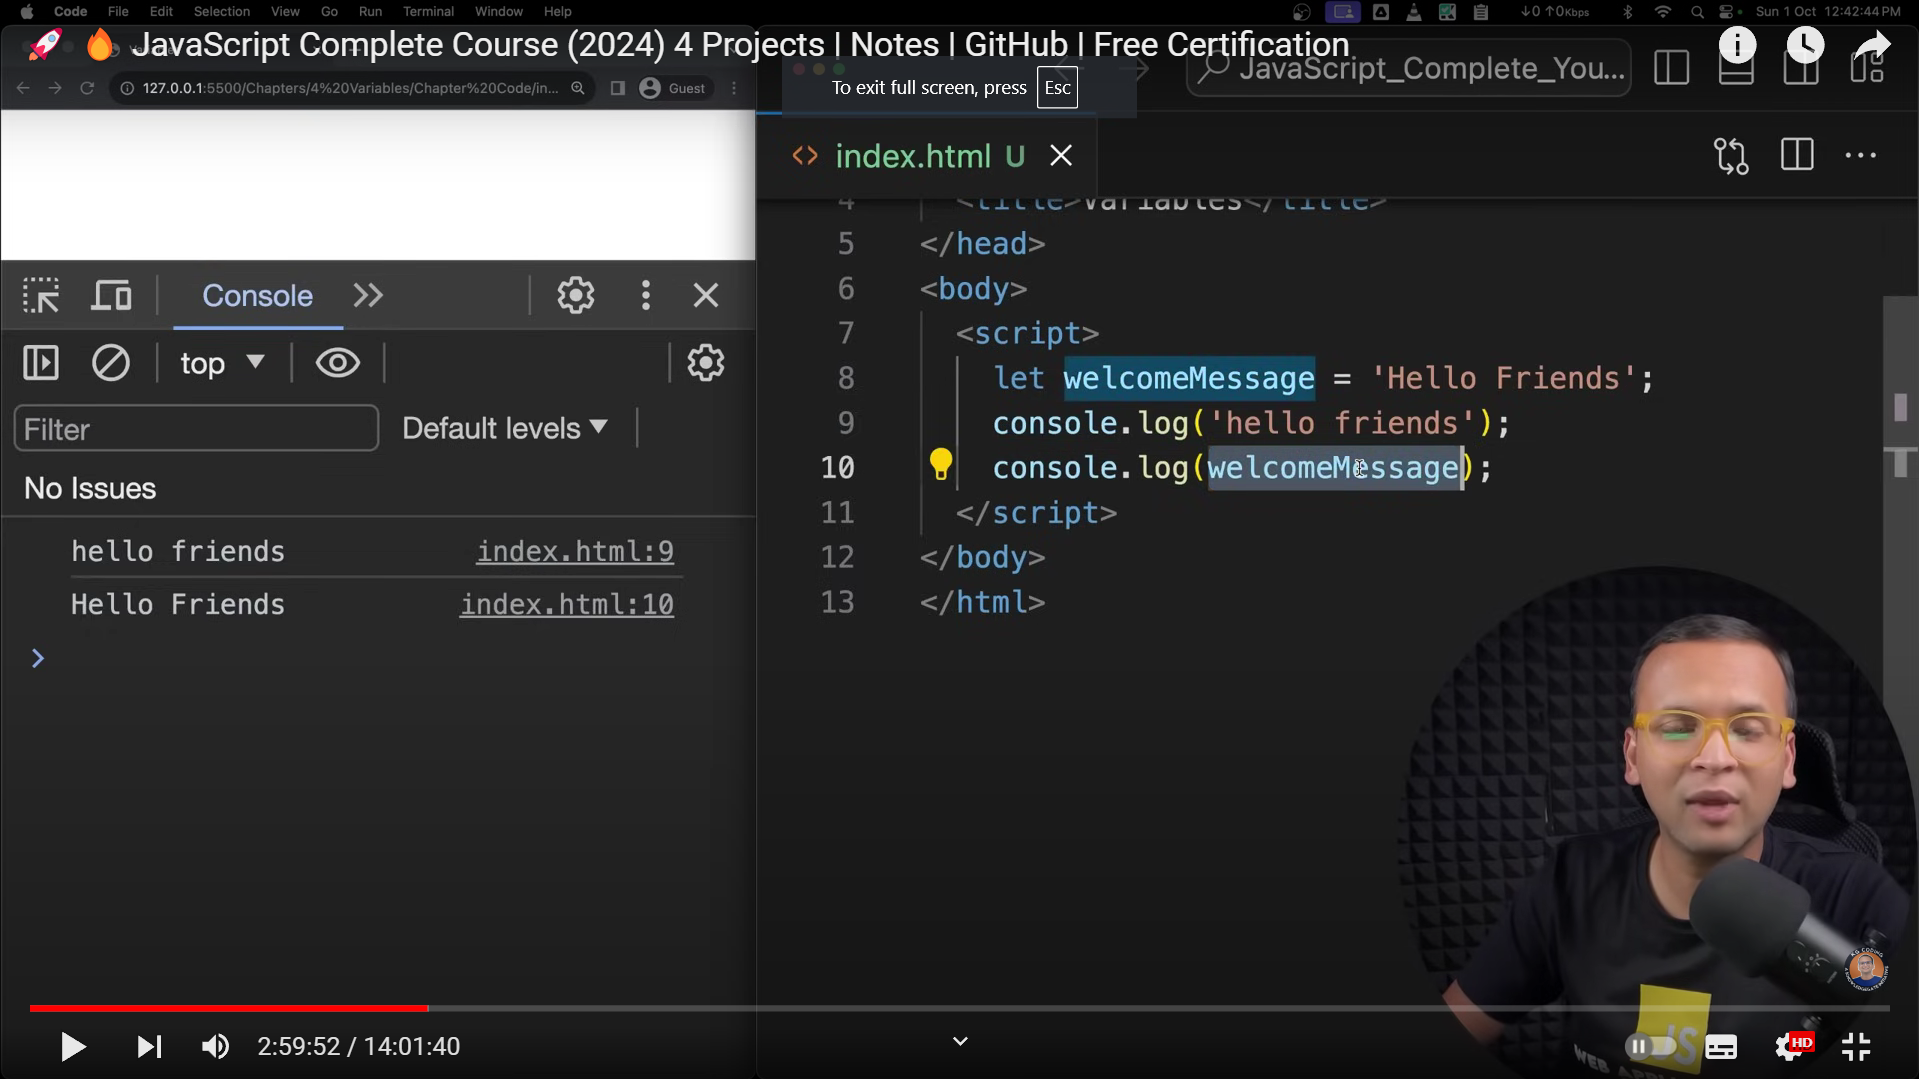 Code File Edit Selection View Go Run Terminal Window Help
↓0 ↑0Kbps Sun 1 Oct 12:42:44 PM
🚀 🔥 JavaScript Complete Course (2024) 4 Projects | Notes | GitHub | Free Certification
127.0.0.1:5500/Chapters/4%20Variables/Chapter%20Code/in...
Guest
To exit full screen, press Esc
JavaScript_Complete_You...
index.html U
Console
top
Filter
Default levels
No Issues
hello friends index.html:9
Hello Friends index.html:10
4 <title>Variables</title>
5 </head>
6 <body>
7 <script>
8 let welcomeMessage = 'Hello Friends';
9 console.log('hello friends');
10 console.log(welcomeMessage);
11 </script>
12 </body>
13 </html>
JS
2:59:52 / 14:01:40
HD